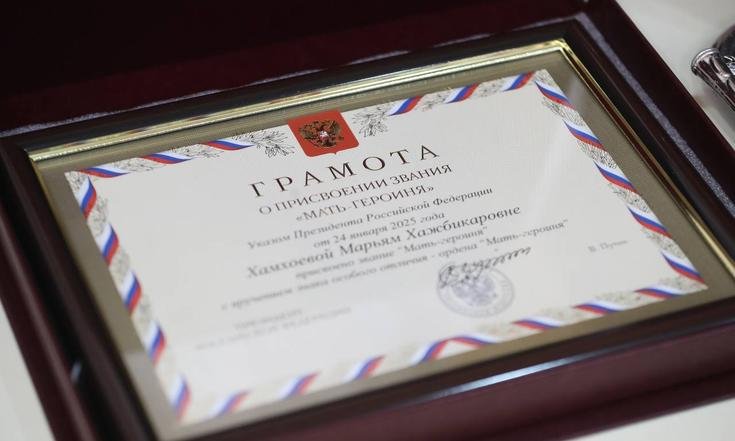 ГРАМОТА
О ПРИСВОЕНИИ ЗВАНИЯ
«МАТЬ-ГЕРОИНЯ»
Указом Президента Российской Федерации
от 24 января 2025 года
Хамхоевой Марьям Хажбикаровне
присвоено звание "Мать-героиня"
с вручением знака особого отличия - ордена "Мать-героиня"
В. Путин